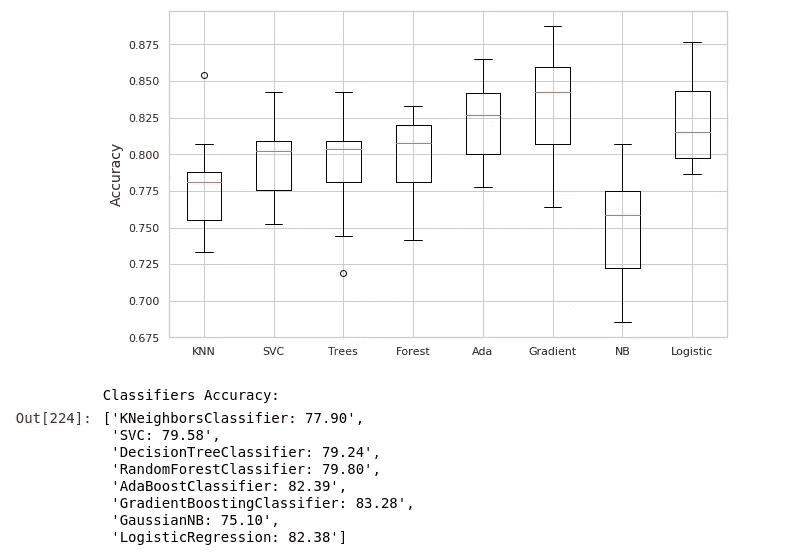 0.875
0.850
0.825
0.800
0.775
0.750
0.725
0.700
0.675
Accuracy
KNN SVC Trees Forest Ada Gradient NB Logistic
Classifiers Accuracy:
Out[224]: ['KNeighborsClassifier: 77.90',
'SVC: 79.58',
'DecisionTreeClassifier: 79.24',
'RandomForestClassifier: 79.80',
'AdaBoostClassifier: 82.39',
'GradientBoostingClassifier: 83.28',
'GaussianNB: 75.10',
'LogisticRegression: 82.38']